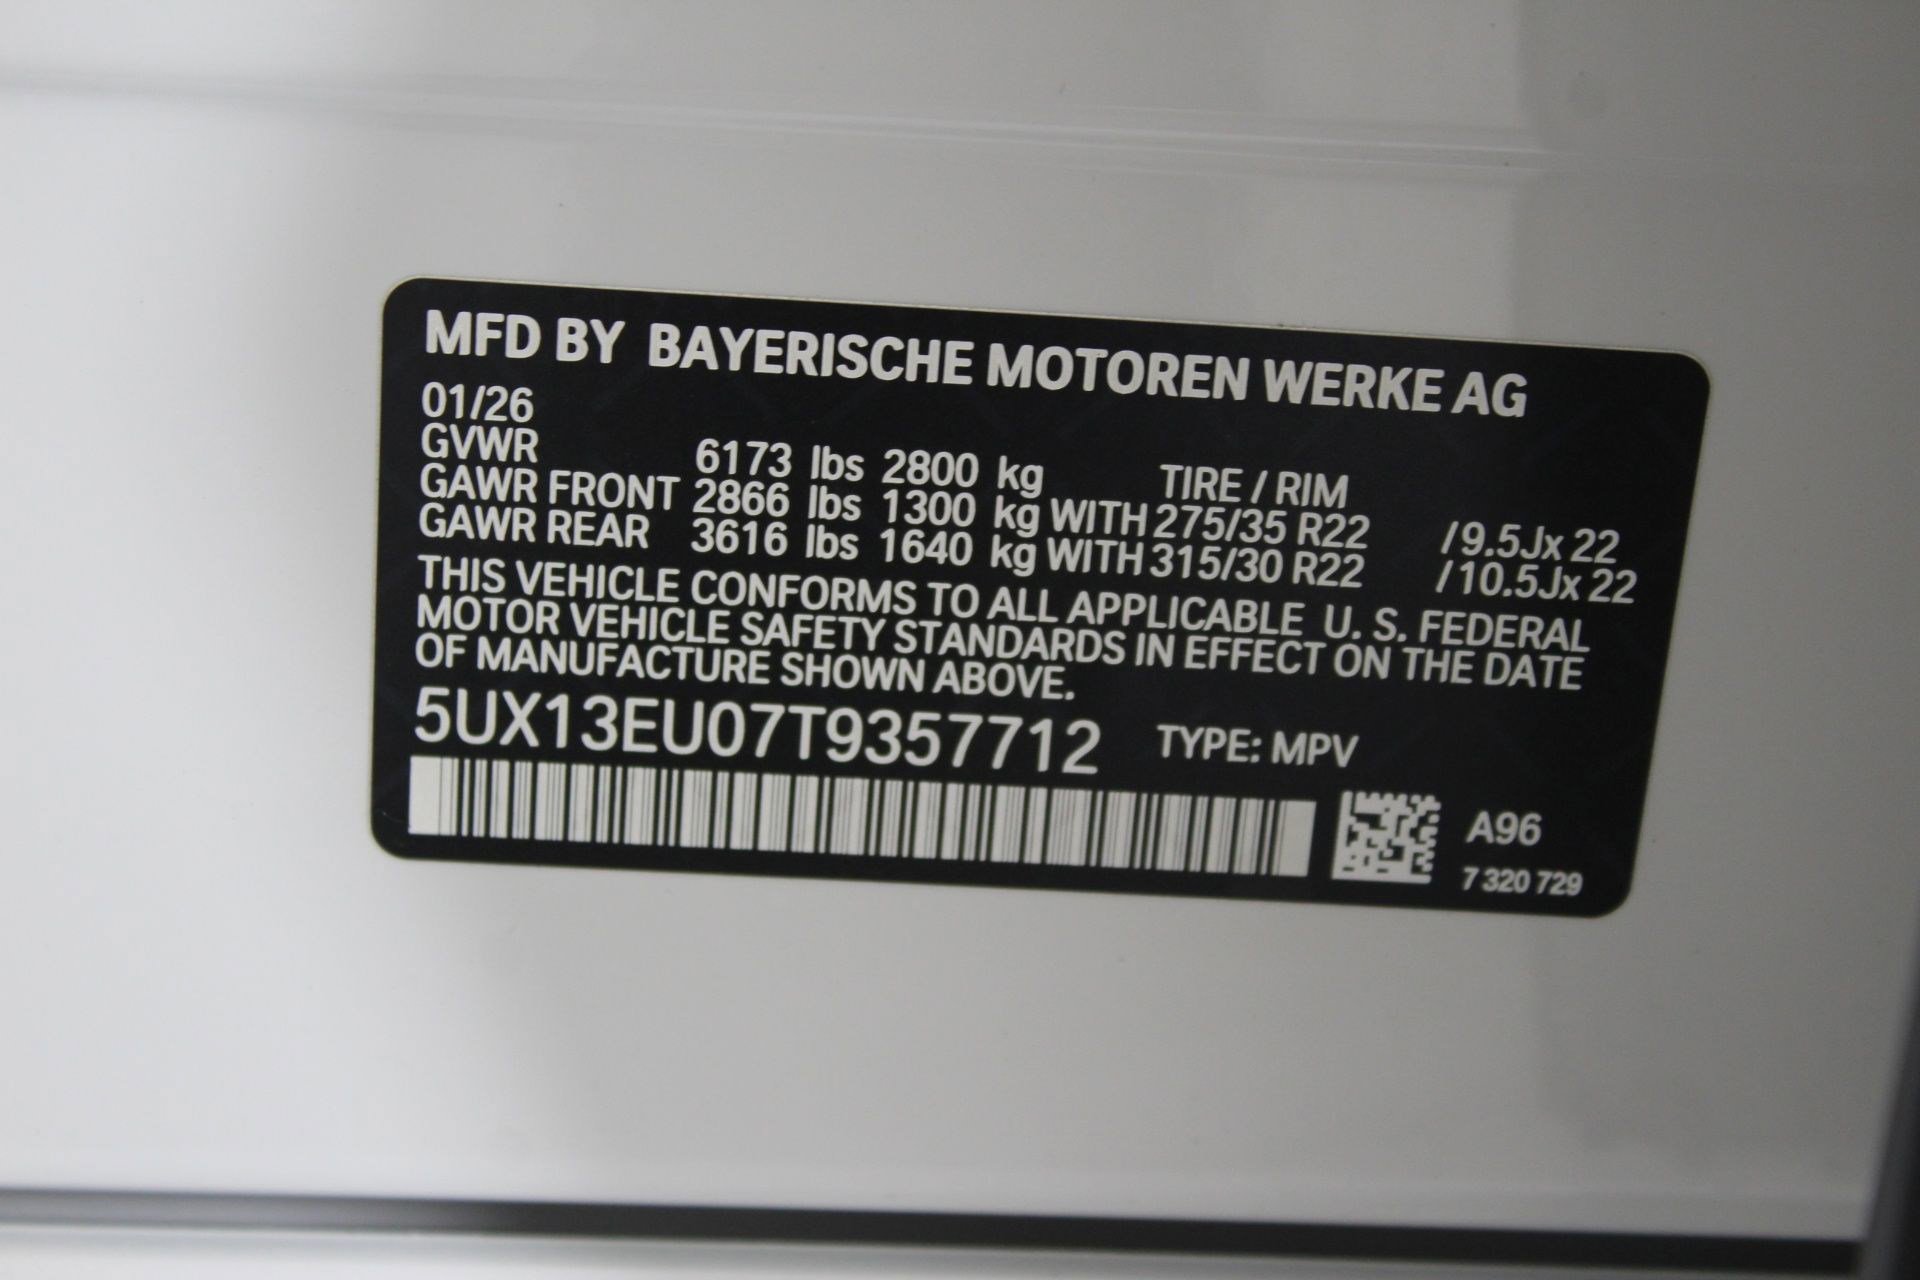 MFD BY BAYERISCHE MOTOREN WERKE AG
01/26
GVWR 6173 lbs 2800 kg TIRE / RIM
GAWR FRONT 2866 lbs 1300 kg WITH 275/35 R22 /9.5Jx 22
GAWR REAR 3616 lbs 1640 kg WITH 315/30 R22 /10.5Jx 22
THIS VEHICLE CONFORMS TO ALL APPLICABLE U. S. FEDERAL
MOTOR VEHICLE SAFETY STANDARDS IN EFFECT ON THE DATE
OF MANUFACTURE SHOWN ABOVE.
5UX13EU07T9357712 TYPE: MPV
A96
7 320 729